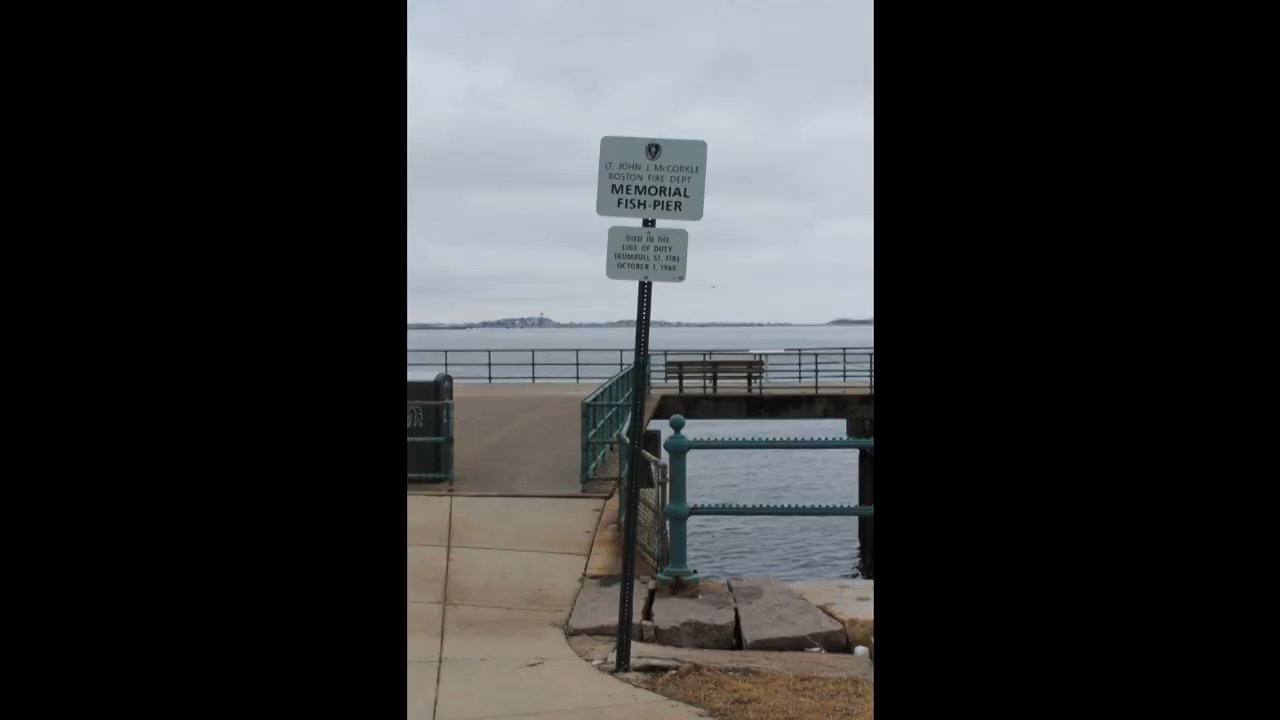 LT. JOHN J. McCORKLE
BOSTON FIRE DEPT
MEMORIAL
FISH-PIER
DIED IN THE
LINE OF DUTY
TRUMBULL ST. FIRE
OCTOBER 1, 1964